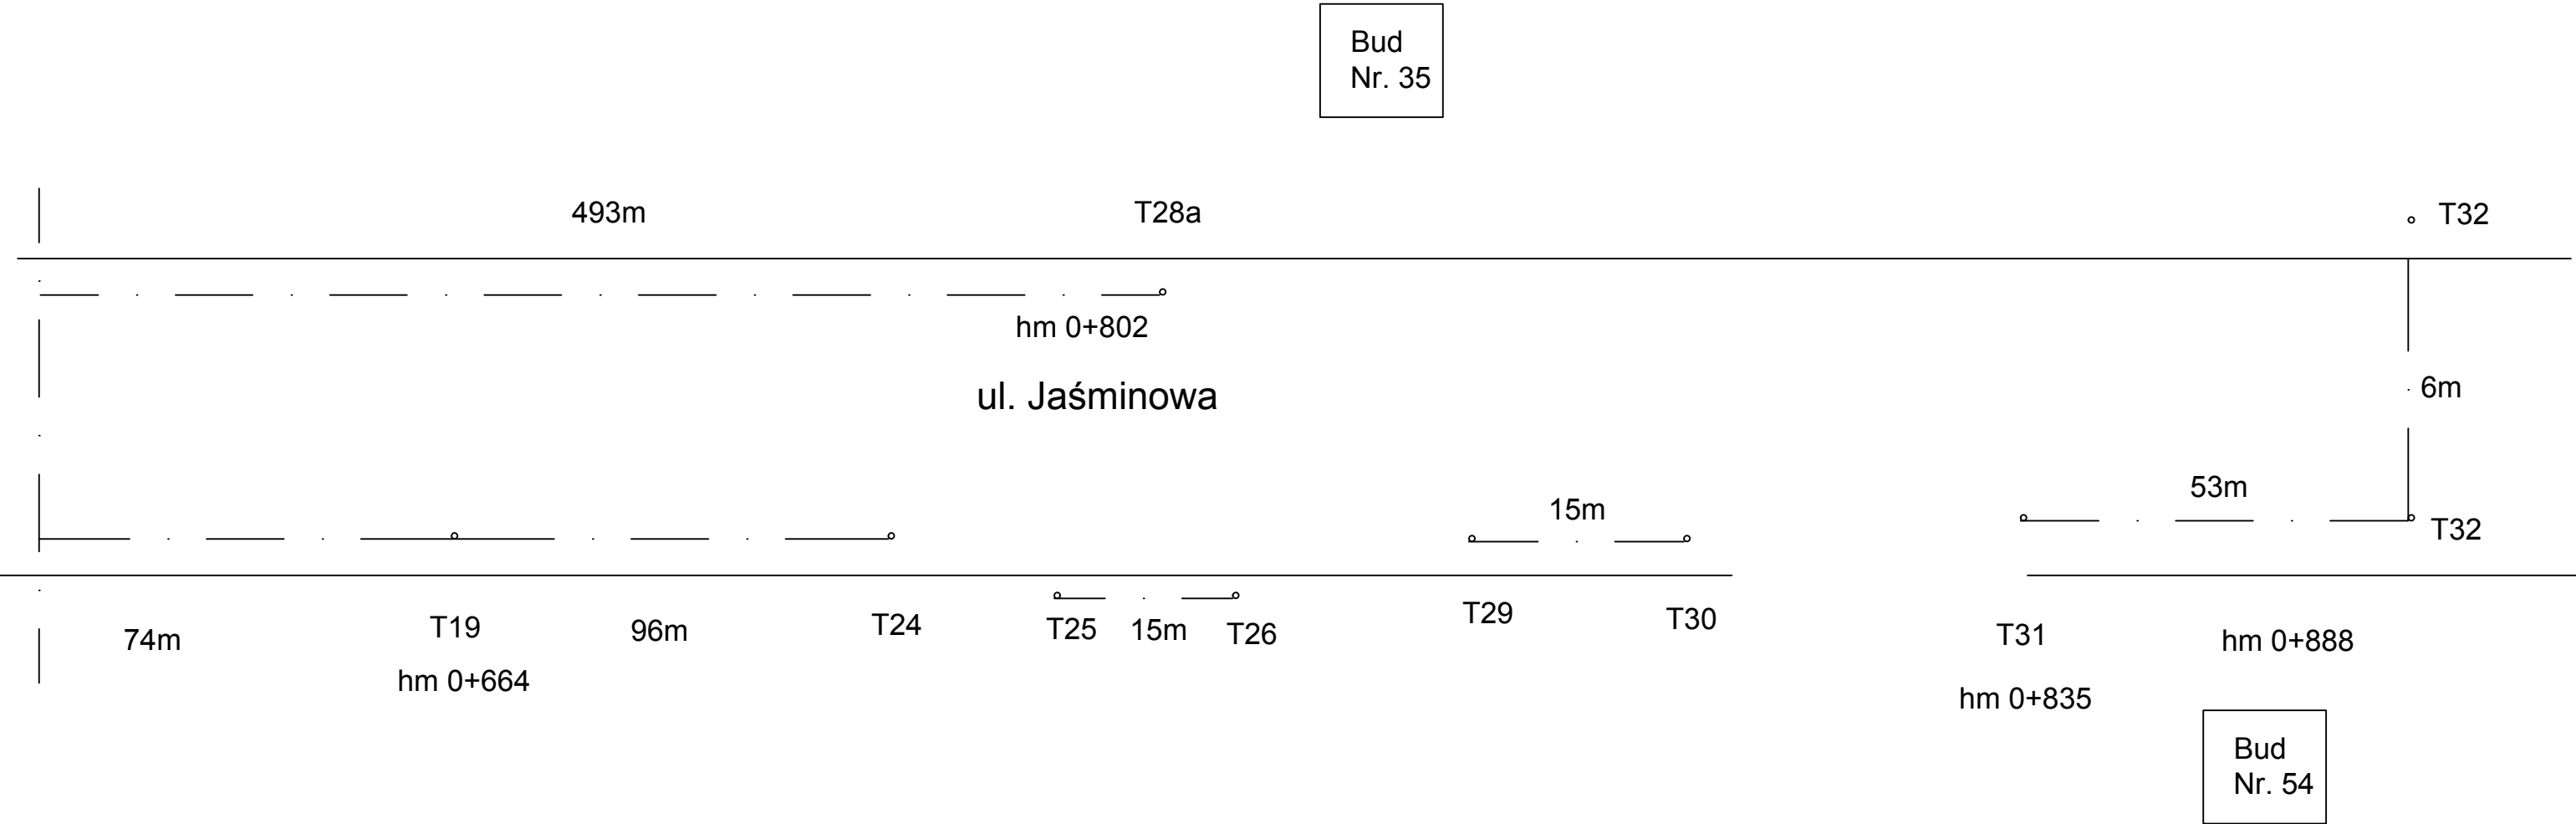 Bud
Nr. 35
493m
T28a
T32
hm 0+802
ul. Jaśminowa
6m
53m
15m
T32
74m
T19
96m
T24
T25
15m
T26
T29
T30
T31
hm 0+888
hm 0+664
hm 0+835
Bud
Nr. 54